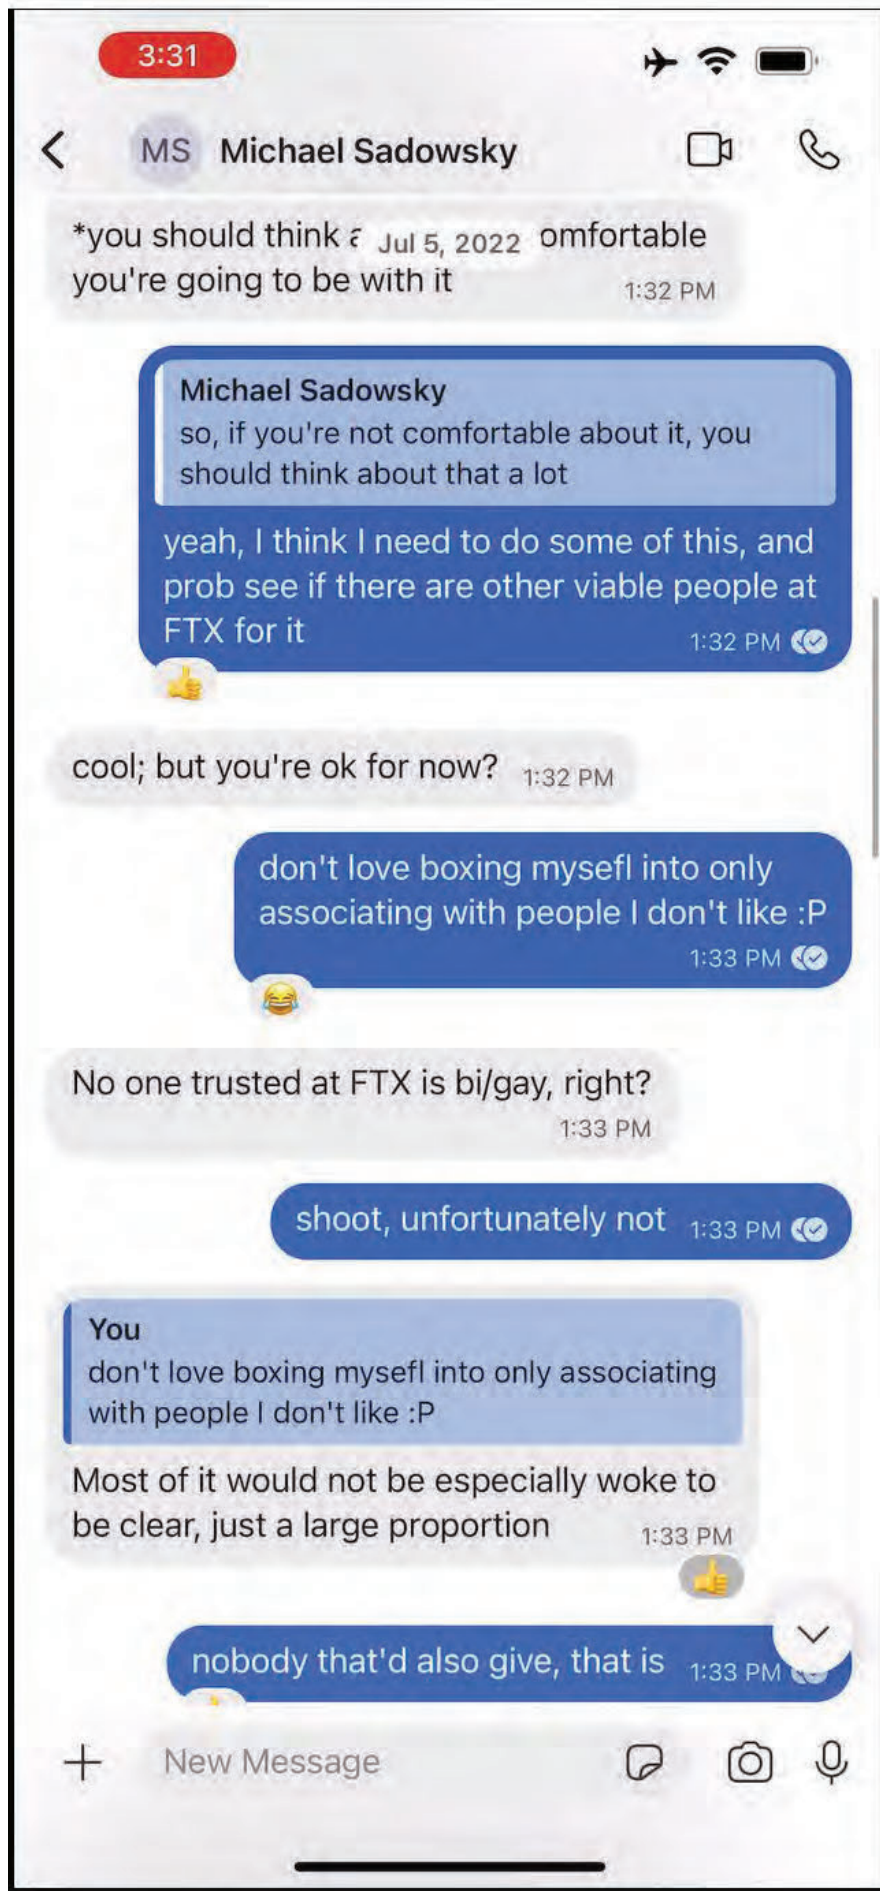 3:31
MS Michael Sadowsky
*you should think Jul 5, 2022 omfortable
you're going to be with it 1:32 PM
Michael Sadowsky
so, if you're not comfortable about it, you
should think about that a lot
yeah, I think I need to do some of this, and
prob see if there are other viable people at
FTX for it 1:32 PM
cool; but you're ok for now? 1:32 PM
don't love boxing mysefl into only
associating with people I don't like :P
1:33 PM
No one trusted at FTX is bi/gay, right?
1:33 PM
shoot, unfortunately not 1:33 PM
You
don't love boxing mysefl into only associating
with people I don't like :P
Most of it would not be especially woke to
be clear, just a large proportion 1:33 PM
nobody that'd also give, that is 1:33 PM
New Message